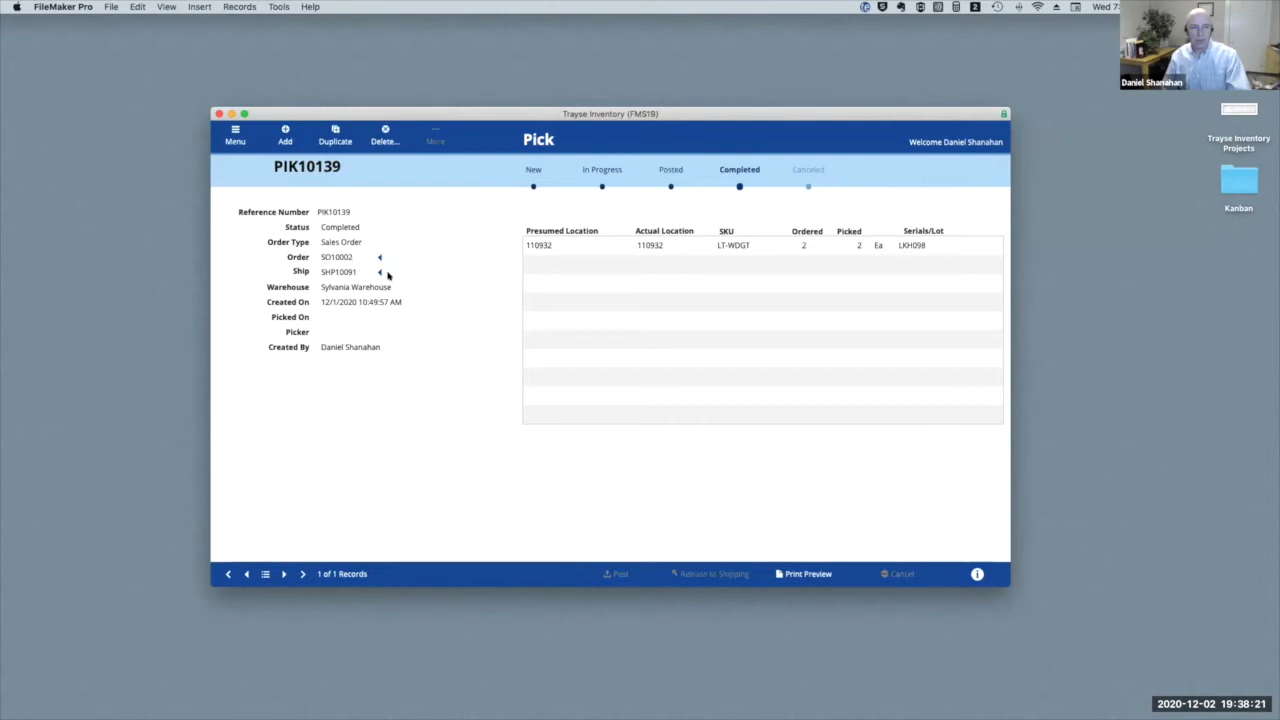 FileMaker Pro File Edit View Insert Records Tools Help
2 Wed 7:
Daniel Shanahan
Trayse Inventory
Projects
Kanban
Trayse Inventory (FMS19)
Menu Add Duplicate Delete... More
Pick
Welcome Daniel Shanahan
PIK10139
New In Progress Posted Completed Canceled
Reference Number PIK10139
Status Completed
Order Type Sales Order
Order SO10002
Ship SHP10091
Warehouse Sylvania Warehouse
Created On 12/1/2020 10:49:57 AM
Picked On
Picker
Created By Daniel Shanahan
Presumed Location Actual Location SKU Ordered Picked Serials/Lot
110932 110932 LT-WDGT 2 2 Ea LKH098
1 of 1 Records
Post Release to Shipping Print Preview Cancel
2020-12-02 19:38:21